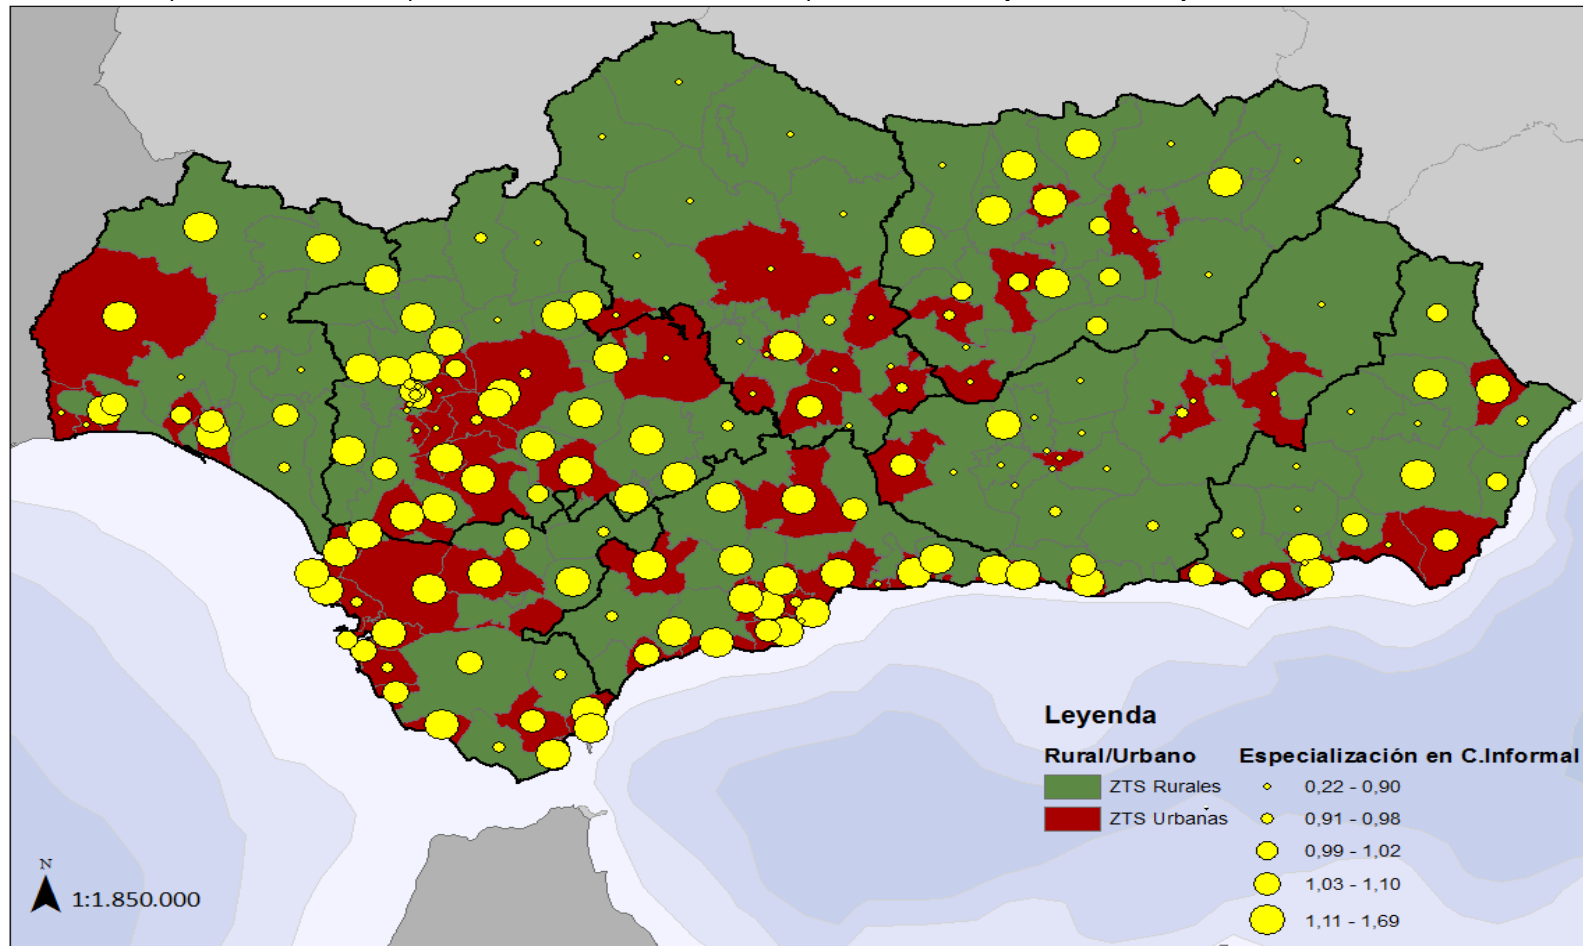 Leyenda
Rural/Urbano
ZTS Rurales
ZTS Urbanas
Especialización en C.Informal
0,22 - 0,90
0,91 - 0,98
0,99 - 1,02
1,03 - 1,10
1,11 - 1,69
N
1:1.850.000